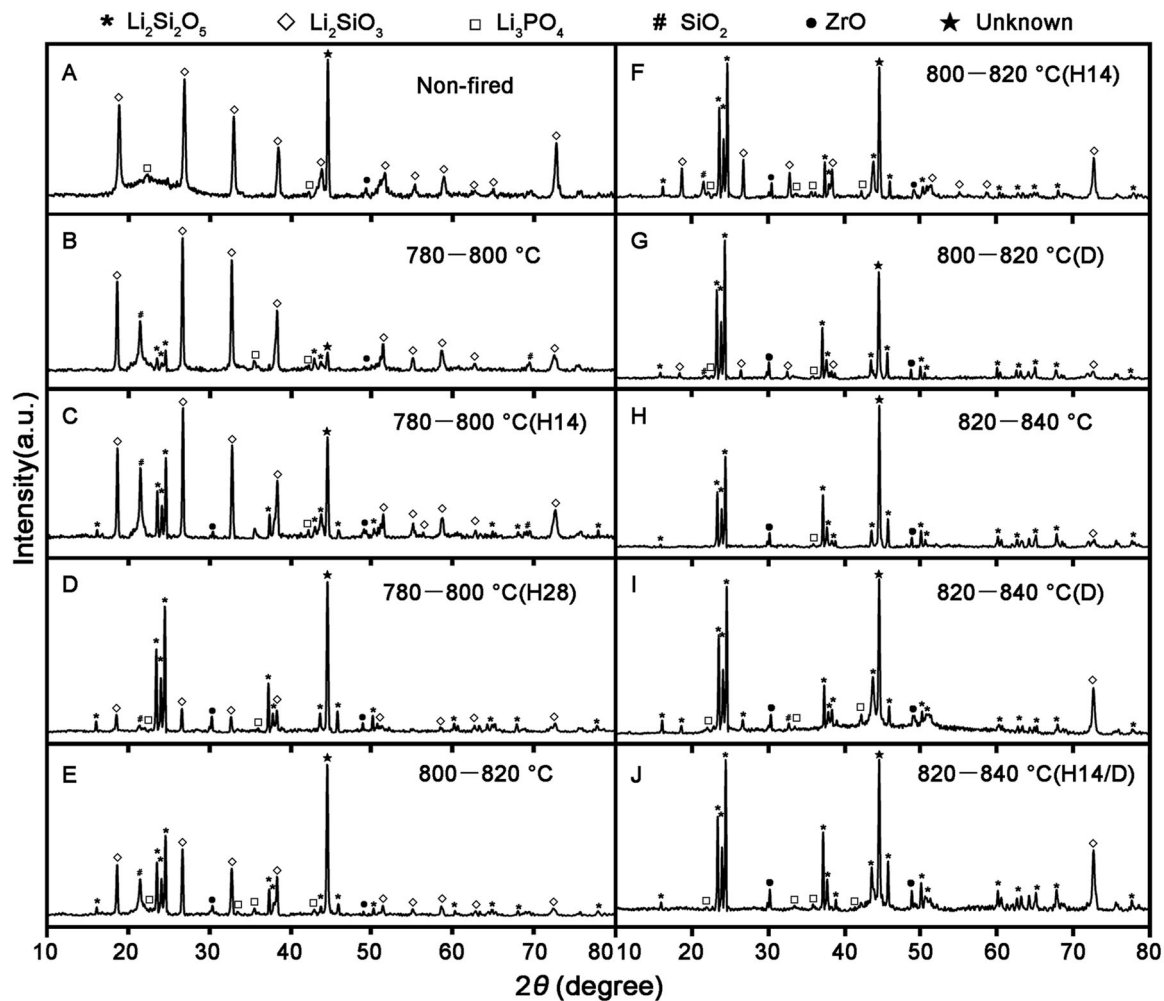 * Li₂Si₂O₅ ◇ Li₂SiO₃ □ Li₃PO₄ # SiO₂ ● ZrO ★ Unknown
Intensity(a.u.)
A Non-fired
B 780—800 °C
C 780—800 °C(H14)
D 780—800 °C(H28)
E 800—820 °C
10 20 30 40 50 60 70 80
F 800—820 °C(H14)
G 800—820 °C(D)
H 820—840 °C
I 820—840 °C(D)
J 820—840 °C(H14/D)
10 20 30 40 50 60 70 80
2θ (degree)